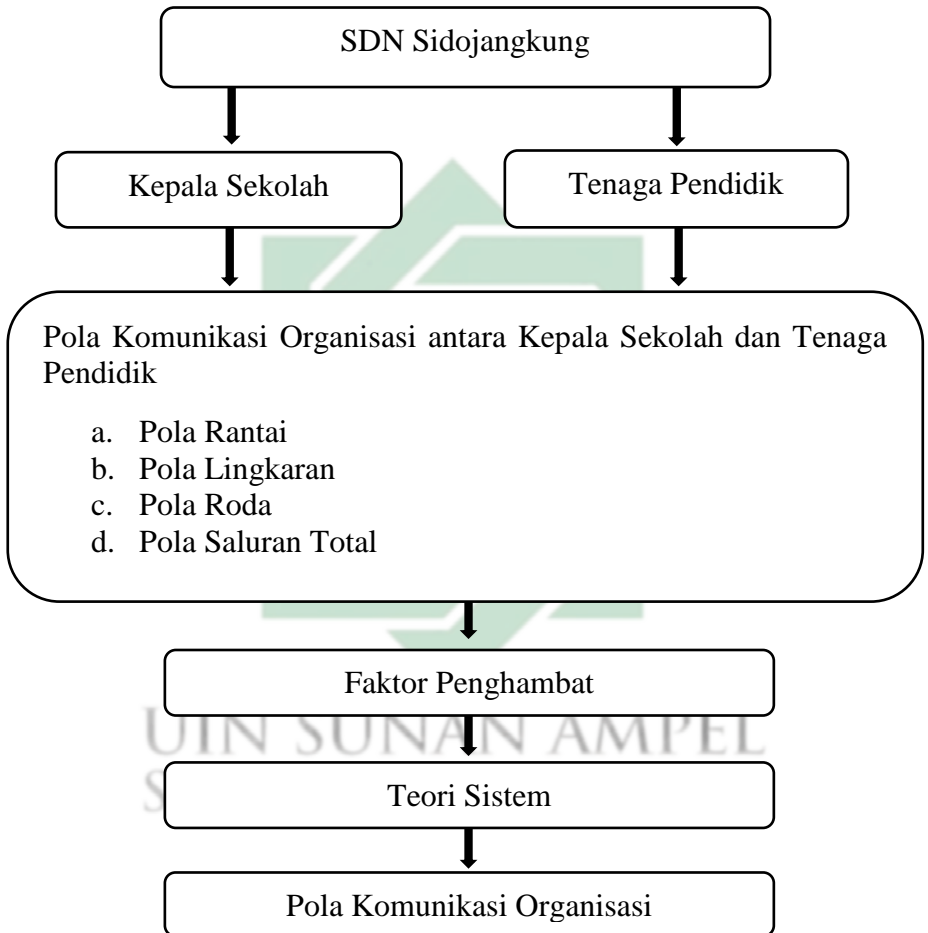 SDN Sidojangkung
Kepala Sekolah
Tenaga Pendidik
Pola Komunikasi Organisasi antara Kepala Sekolah dan Tenaga
Pendidik
a. Pola Rantai
b. Pola Lingkaran
c. Pola Roda
d. Pola Saluran Total
Faktor Penghambat
UIN SUNAN AMPEL
S
Teori Sistem
Pola Komunikasi Organisasi